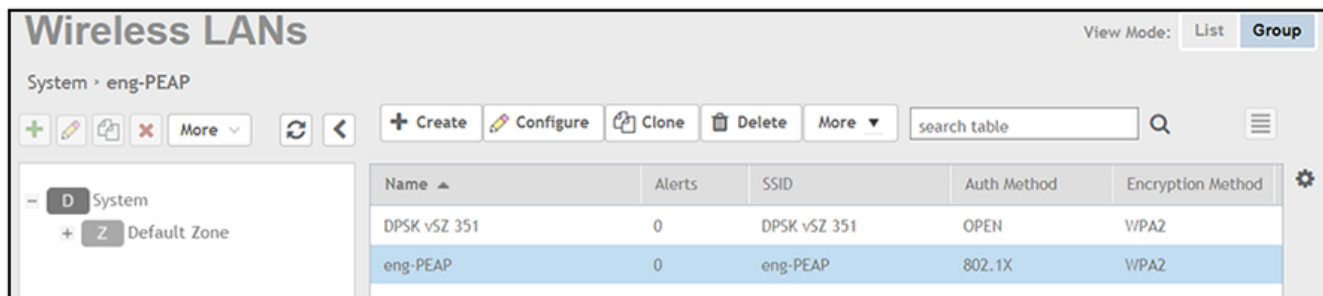 Wireless LANs
View Mode: List Group
System › eng-PEAP
More
Create Configure Clone Delete More search table
Name Alerts SSID Auth Method Encryption Method
D System
Z Default Zone
DPSK vSZ 351 0 DPSK vSZ 351 OPEN WPA2
eng-PEAP 0 eng-PEAP 802.1X WPA2